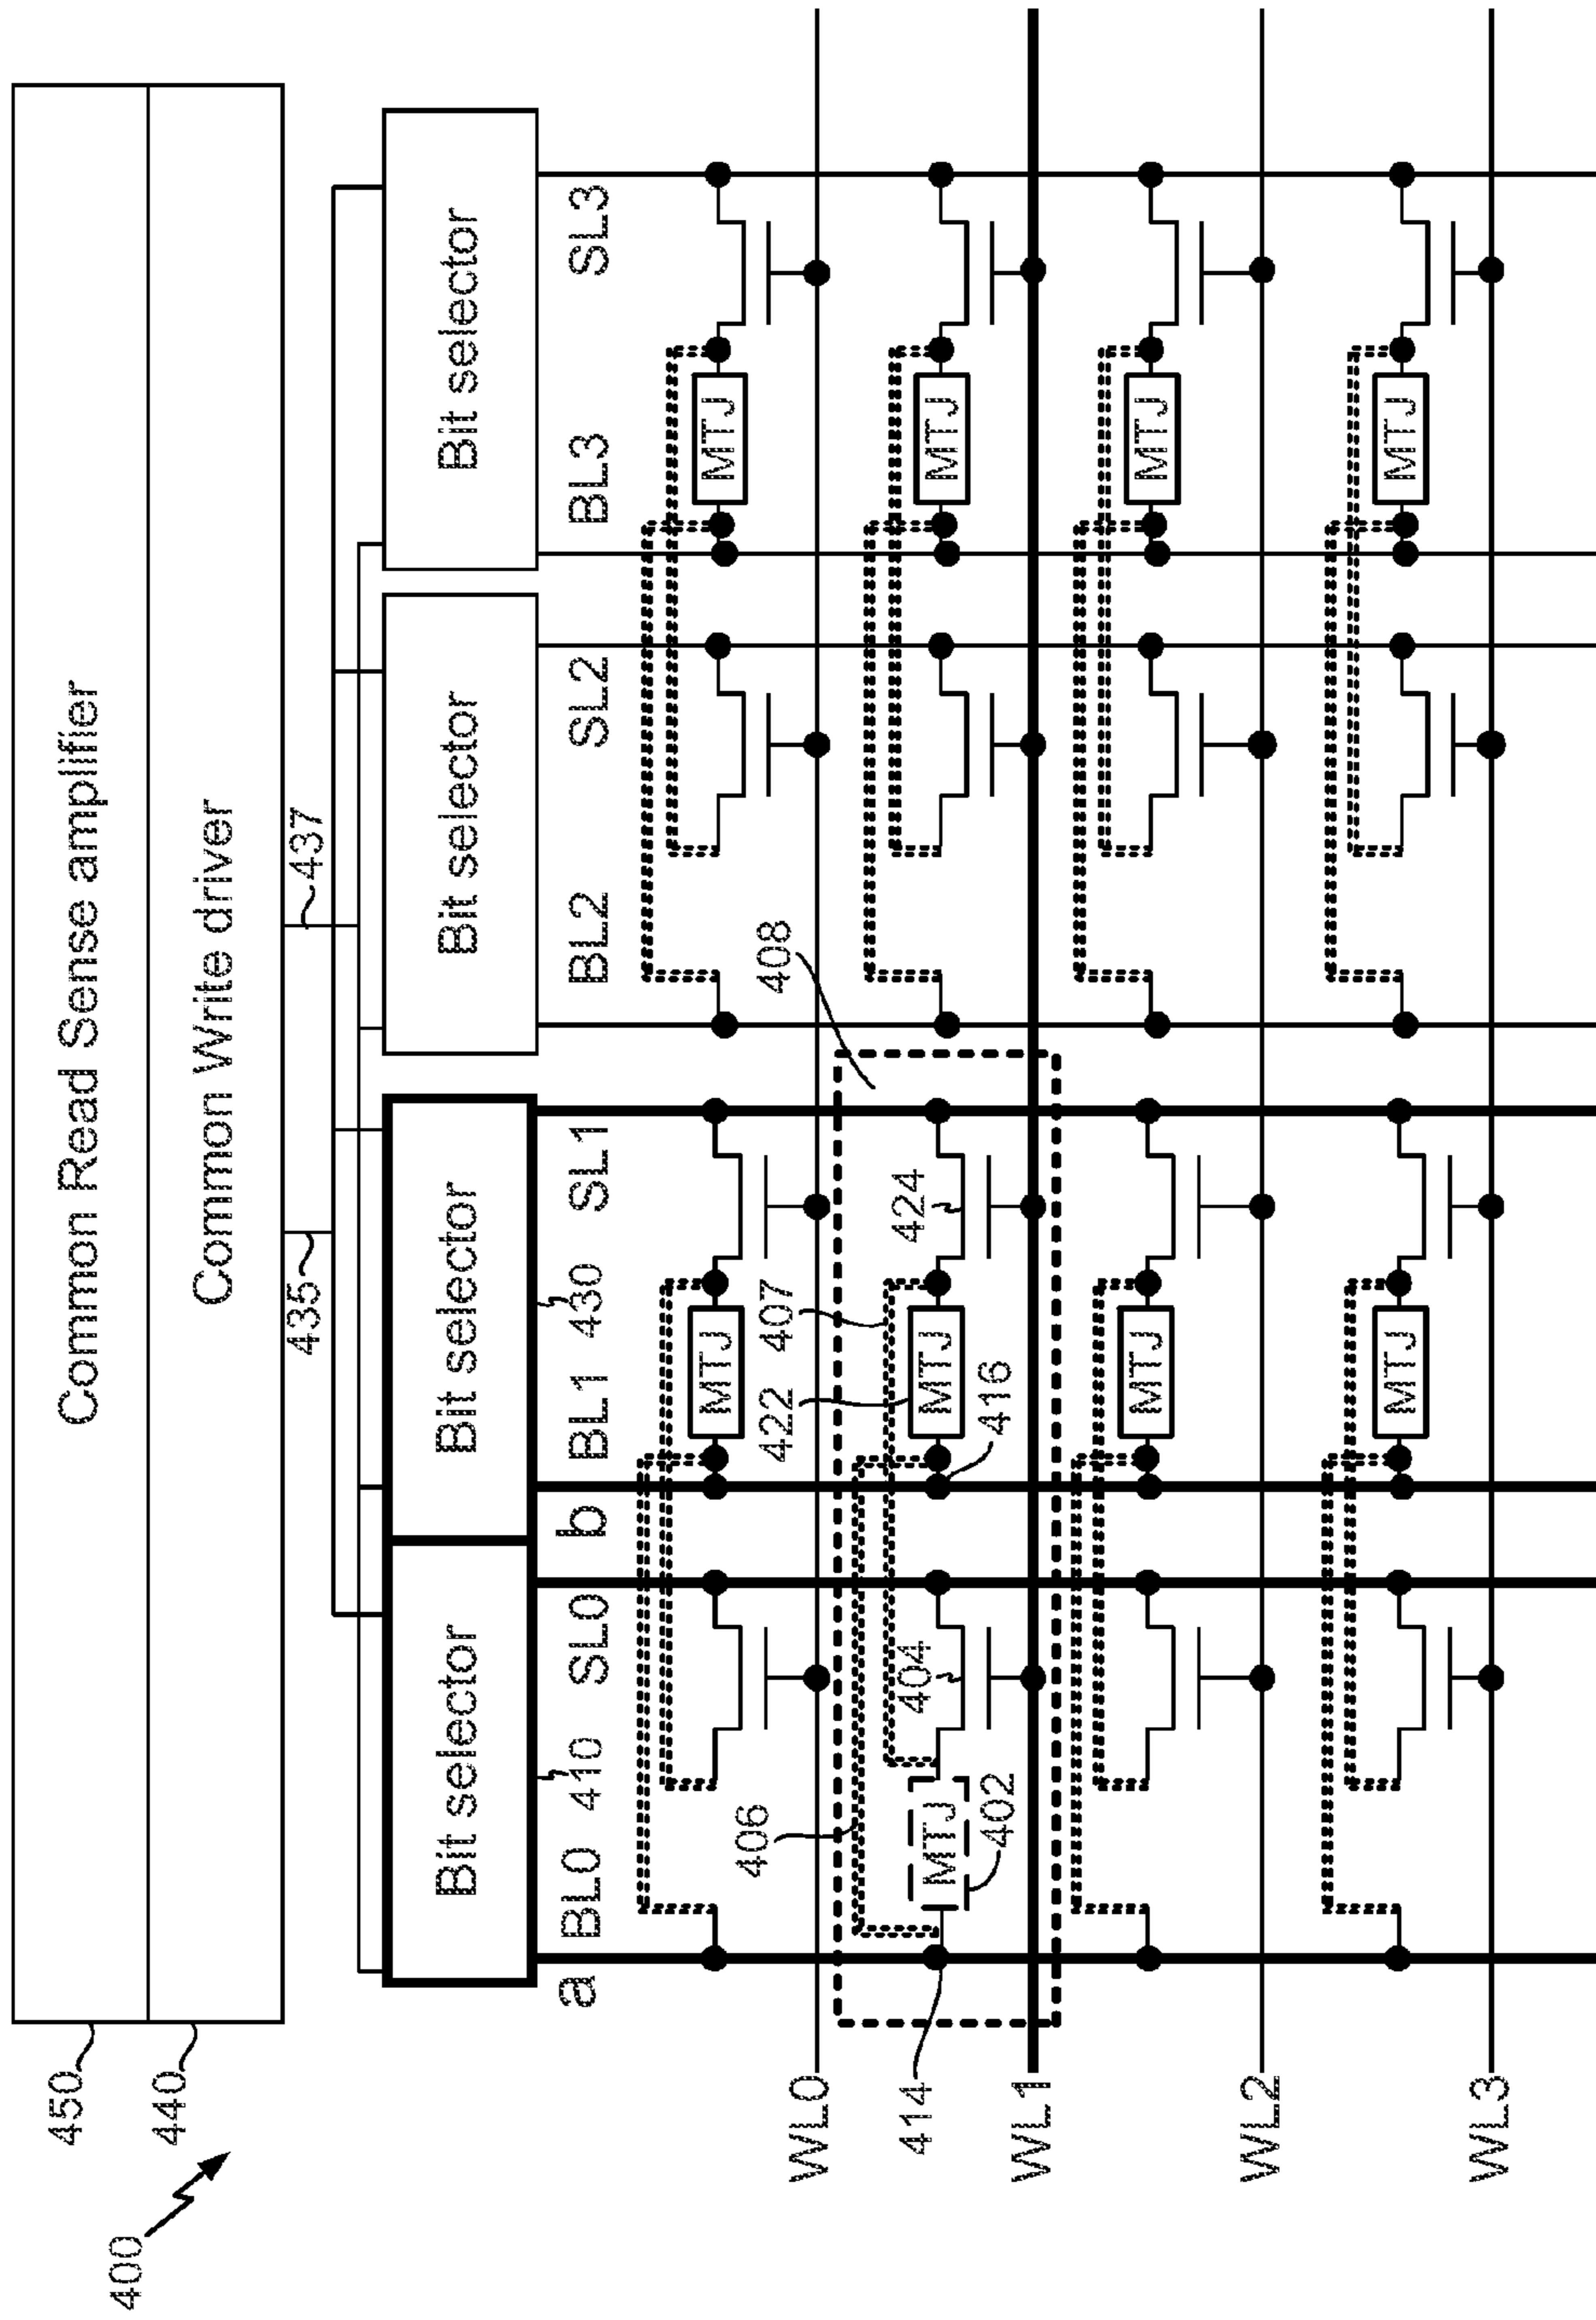 400
450
440
Common Read Sense amplifier
Common Write driver
435
437
Bit selector
Bit selector
Bit selector
Bit selector
a
BL0
410
SL0
b
BL1
430
SL1
BL2
SL2
BL3
SL3
MTJ
MTJ
WL0
406
422
407
408
414
MTJ
402
404
MTJ
416
424
MTJ
WL1
MTJ
MTJ
WL2
MTJ
MTJ
WL3